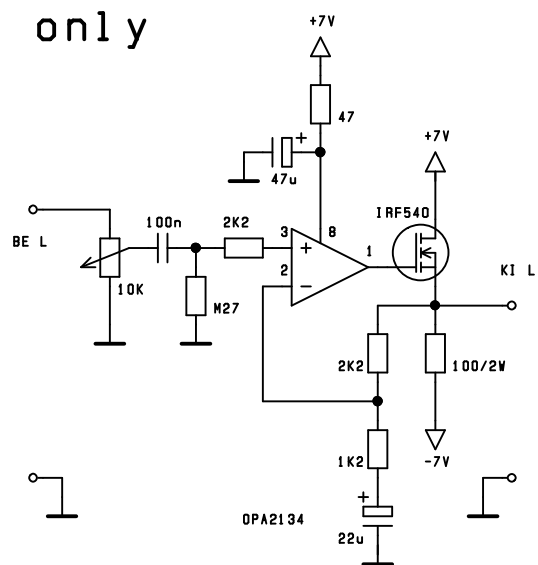 only
+7V
47
+
47u
+7V
IRF540
100n
2K2
3
8
BE L
+
1
2
KI L
10K
M27
−
2K2
100/2W
1K2
-7V
+
OPA2134
22u